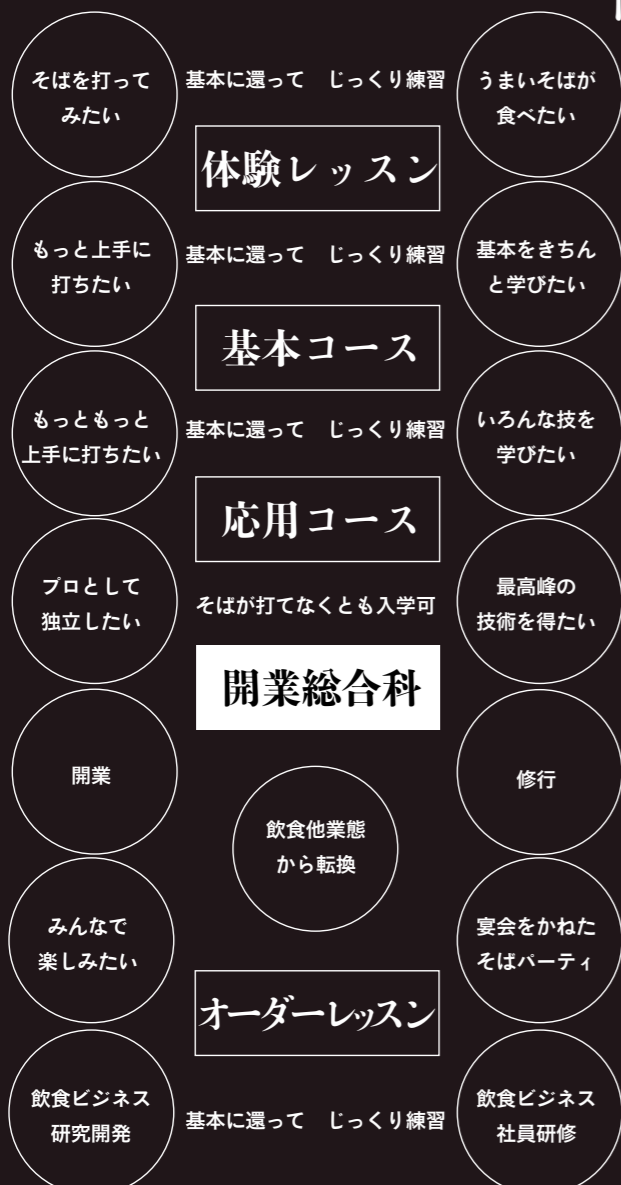 そばを打って
みたい
基本に還って　じっくり練習
うまいそばが
食べたい
体験レッスン
もっと上手に
打ちたい
基本に還って　じっくり練習
基本をきちん
と学びたい
基本コース
もっともっと
上手に打ちたい
基本に還って　じっくり練習
いろんな技を
学びたい
応用コース
プロとして
独立したい
そばが打てなくとも入学可
最高峰の
技術を得たい
開業総合科
開業
修行
飲食他業態
から転換
みんなで
楽しみたい
宴会をかねた
そばパーティ
オーダーレッスン
飲食ビジネス
研究開発
基本に還って　じっくり練習
飲食ビジネス
社員研修